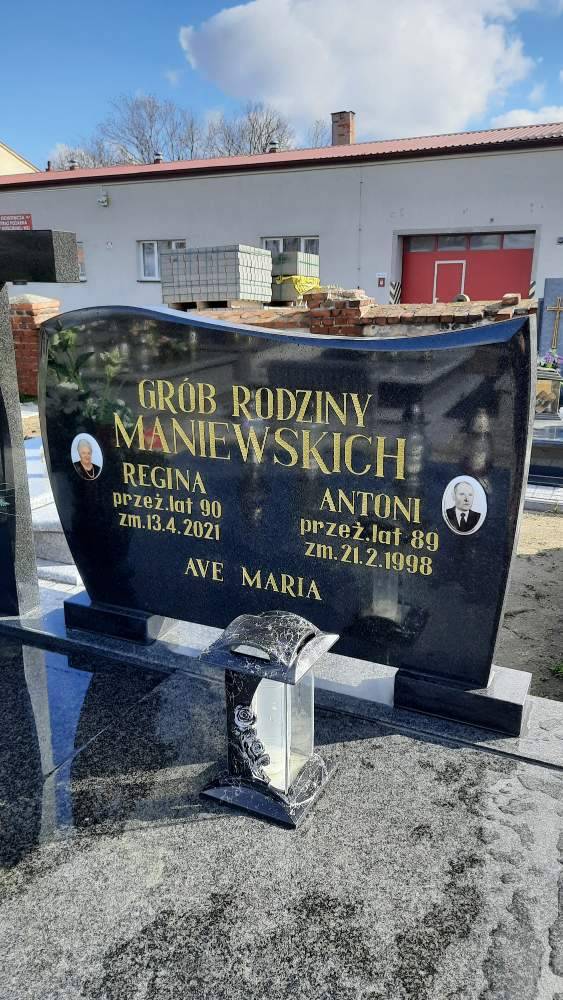 GRÓB RODZINY
MANIEWSKICH
REGINA
przeż.lat 90
zm.13.4.2021
ANTONI
przeż.lat 89
zm.21.2.1998
AVE MARIA